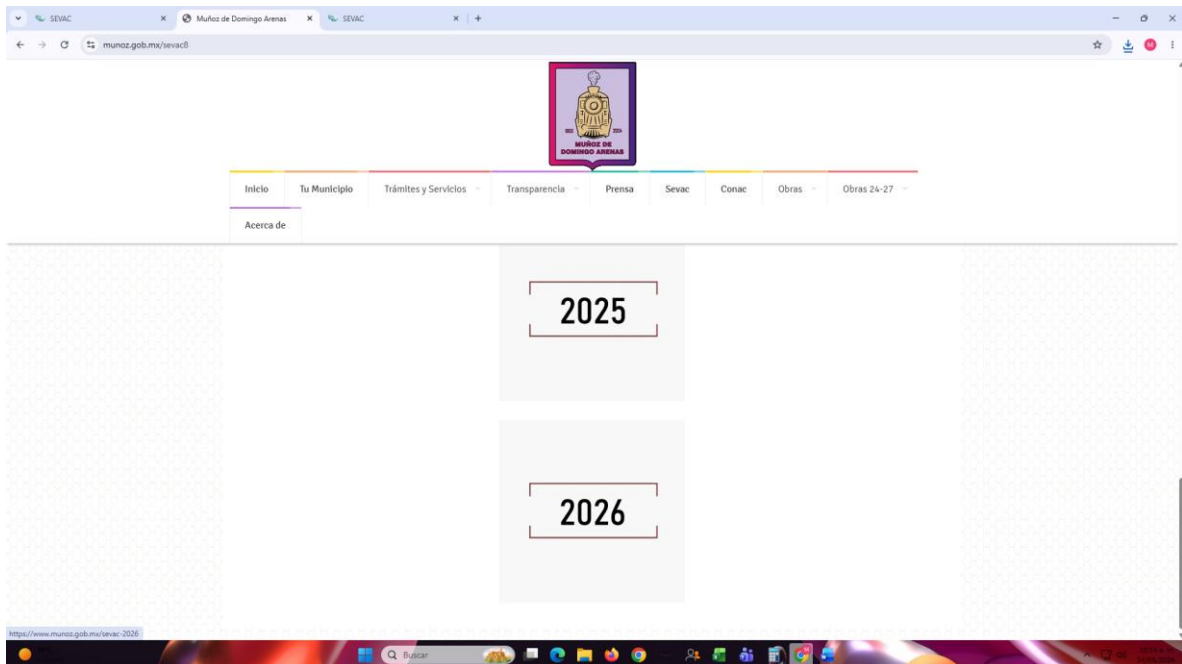 SEVAC
Muñoz de Domingo Arenas
SEVAC
munoz.gob.mx/sevac8
M
MUÑOZ DE
DOMINGO ARENAS
Inicio Tu Municipio Trámites y Servicios Transparencia Prensa Sevac Conac Obras Obras 24-27
Acerca de
2025
2026
https://www.munoz.gob.mx/sevac-2026
Buscar